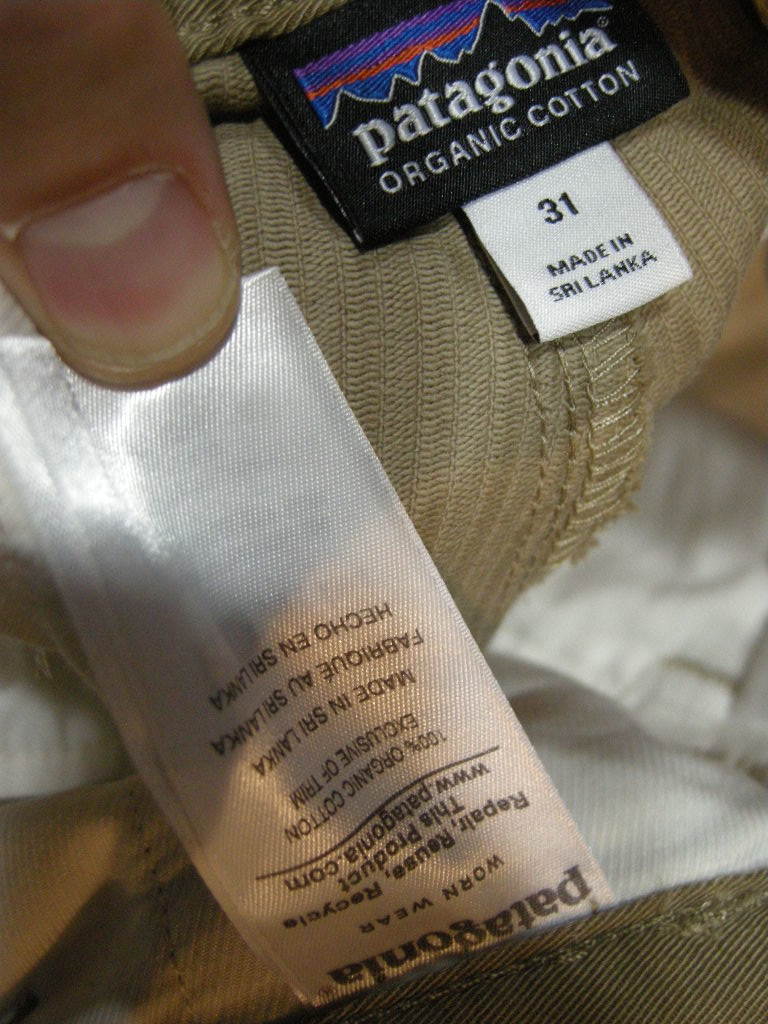 patagonia®
ORGANIC COTTON
31
MADE IN
SRI LANKA
patagonia
WORN WEAR
Repair, Reuse, Recycle
This Product
www.patagonia.com
100% ORGANIC COTTON
EXCLUSIVE OF TRIM
MADE IN SRI LANKA
FABRIQUE AU SRI LANKA
HECHO EN SRI LANKA